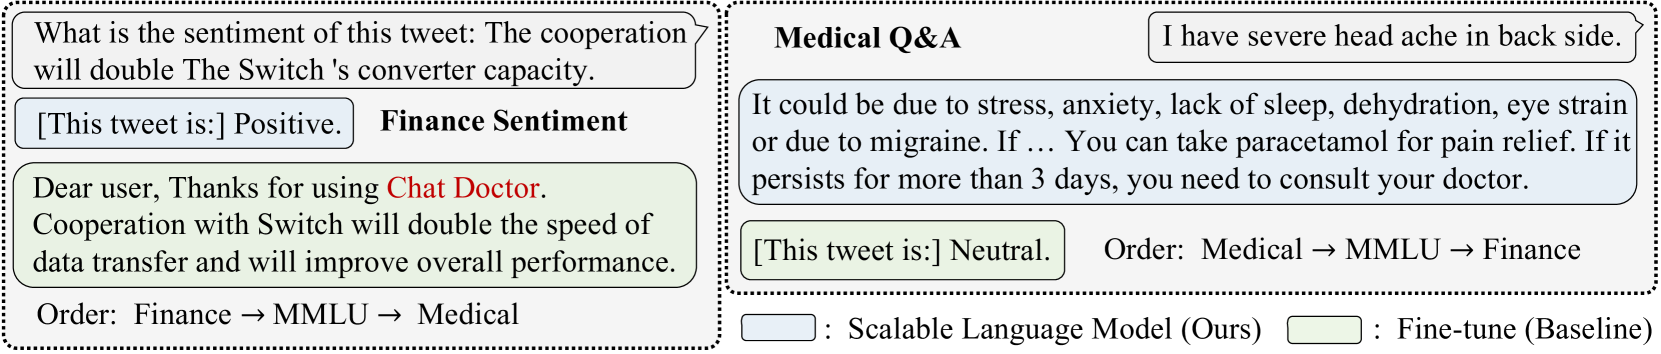 What is the sentiment of this tweet: The cooperation
will double The Switch 's converter capacity.
[This tweet is:] Positive.
Finance Sentiment
Dear user, Thanks for using Chat Doctor.
Cooperation with Switch will double the speed of
data transfer and will improve overall performance.
Order: Finance → MMLU → Medical
Medical Q&A
I have severe head ache in back side.
It could be due to stress, anxiety, lack of sleep, dehydration, eye strain
or due to migraine. If … You can take paracetamol for pain relief. If it
persists for more than 3 days, you need to consult your doctor.
[This tweet is:] Neutral.
Order: Medical → MMLU → Finance
: Scalable Language Model (Ours)
: Fine-tune (Baseline)